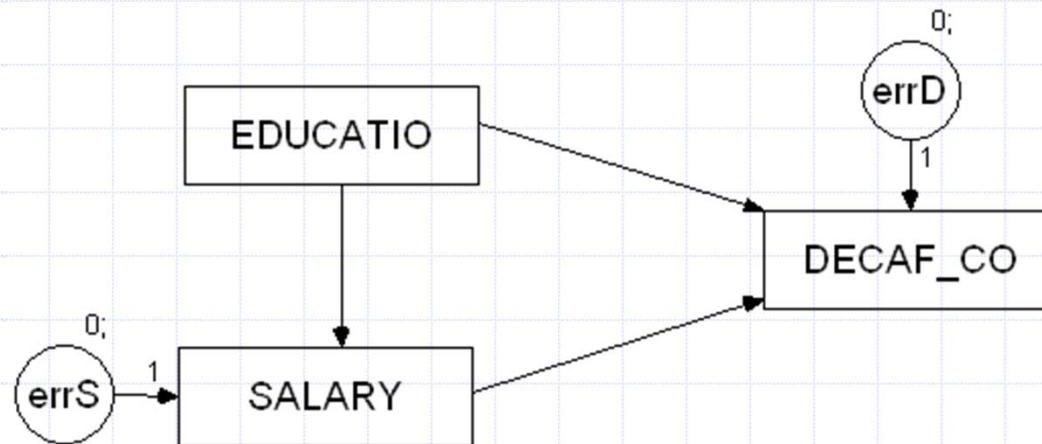 0;
errD
1
EDUCATIO
DECAF_CO
0;
errS
1
SALARY